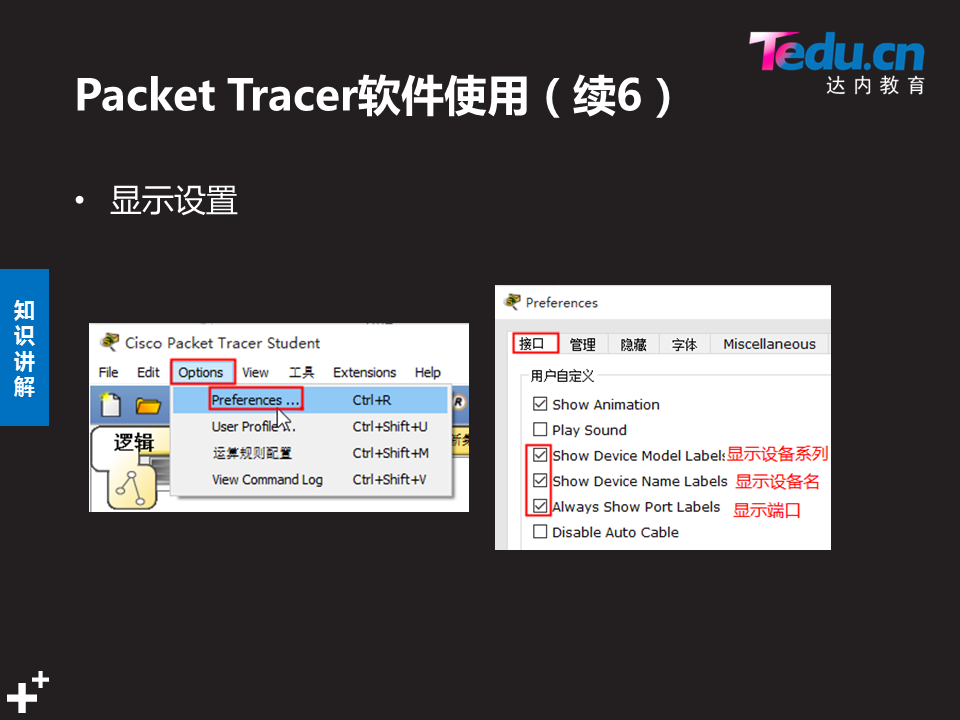 Tedu.cn
达内教育
Packet Tracer软件使用（续6）
• 显示设置
知识讲解
Cisco Packet Tracer Student
File Edit Options View 工具 Extensions Help
Preferences ... Ctrl+R
User Profile... Ctrl+Shift+U
运算规则配置 Ctrl+Shift+M
View Command Log Ctrl+Shift+V
逻辑
Preferences
接口 管理 隐藏 字体 Miscellaneous
用户自定义
Show Animation
Play Sound
Show Device Model Labels 显示设备系列
Show Device Name Labels 显示设备名
Always Show Port Labels 显示端口
Disable Auto Cable